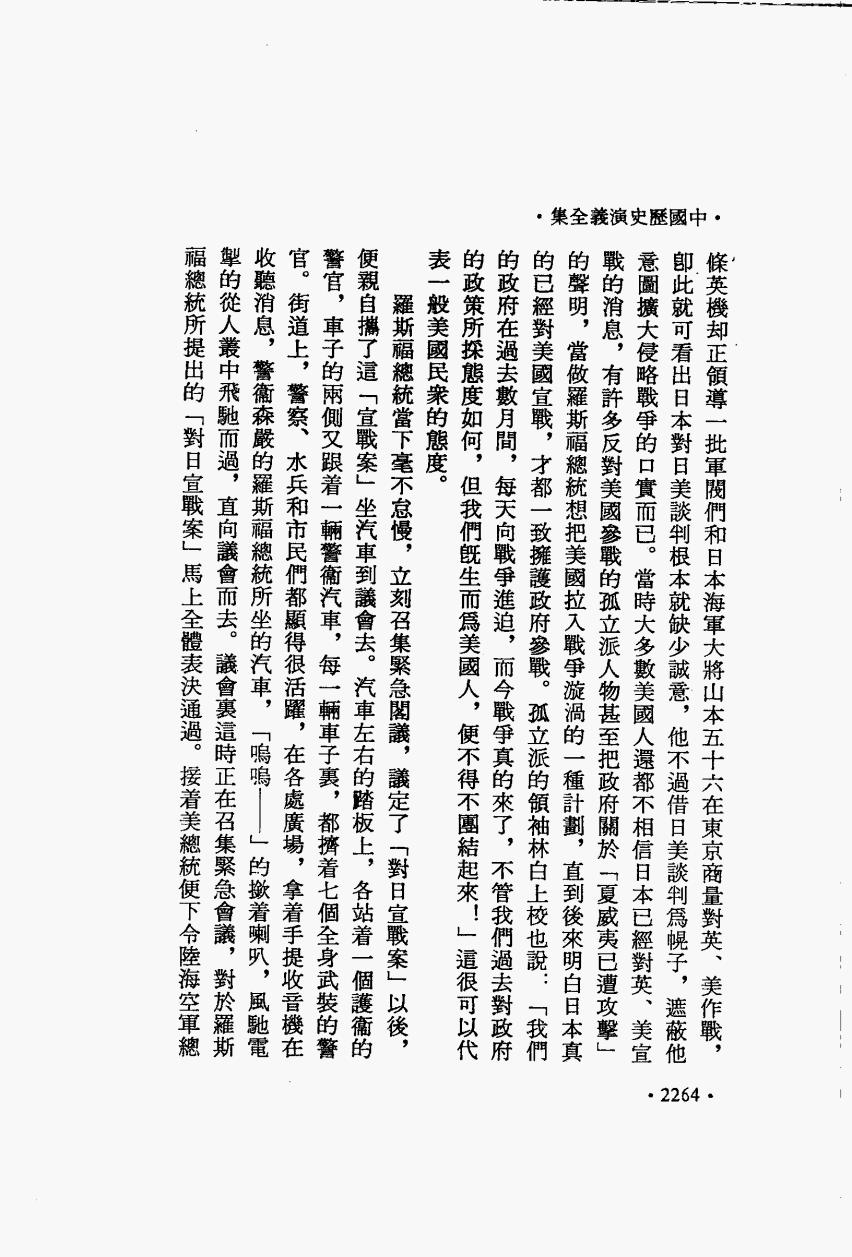 ・中國歷史演義全集・
條英機却正領導一批軍閥們和日本海軍大將山本五十六在東京商量對英、美作戰，
卽此就可看出日本對日美談判根本就缺少誠意，他不過借日美談判爲幌子，遮蔽他
意圖擴大侵略戰爭的口實而已。當時大多數美國人還都不相信日本已經對英、美宣
戰的消息，有許多反對美國參戰的孤立派人物甚至把政府關於「夏威夷已遭攻擊」
的聲明，當做羅斯福總統想把美國拉入戰爭漩渦的一種計劃，直到後來明白日本真
的已經對美國宣戰，才都一致擁護政府參戰。孤立派的領袖林白上校也說：「我們
的政府在過去數月間，每天向戰爭進迫，而今戰爭真的來了，不管我們過去對政府
的政策所採態度如何，但我們旣生而爲美國人，便不得不團結起來！」這很可以代
表一般美國民衆的態度。
羅斯福總統當下毫不怠慢，立刻召集緊急閣議，議定了「對日宣戰案」以後，
便親自攜了這「宣戰案」坐汽車到議會去。汽車左右的踏板上，各站着一個護衞的
警官，車子的兩側又跟着一輛警衞汽車，每一輛車子裏，都擠着七個全身武裝的警
官。街道上，警察、水兵和市民們都顯得很活躍，在各處廣場，拿着手提收音機在
收聽消息，警衞森嚴的羅斯福總統所坐的汽車，「嗚嗚——」的撳着喇叭，風馳電
掣的從人叢中飛馳而過，直向議會而去。議會裏這時正在召集緊急會議，對於羅斯
福總統所提出的「對日宣戰案」馬上全體表決通過。接着美總統便下令陸海空軍總
・2264・